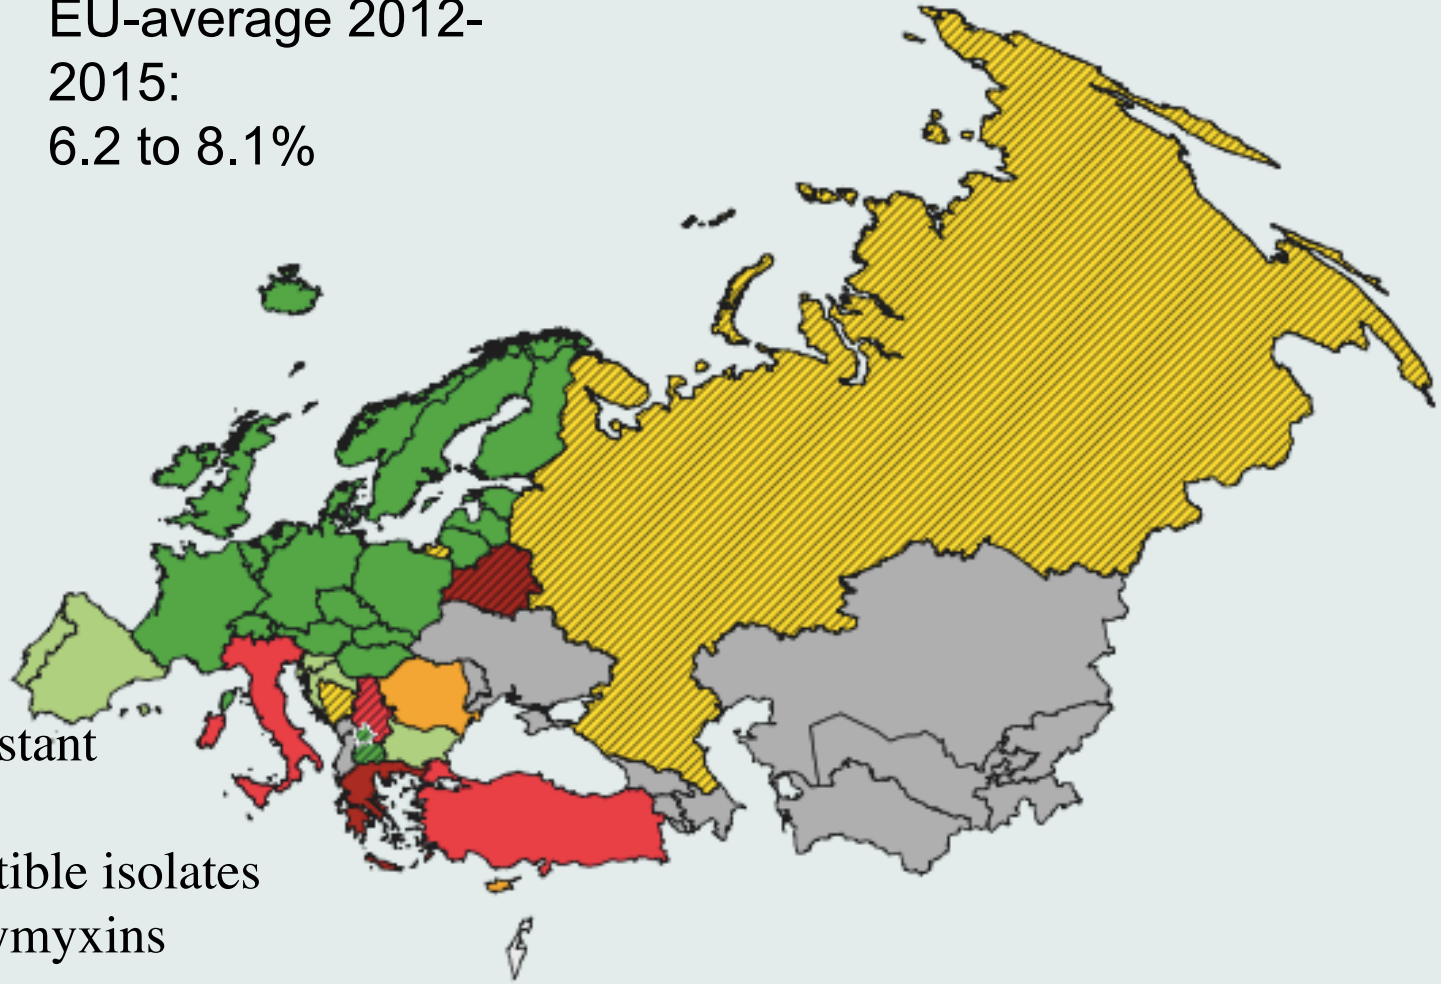 EU-average 2012-
2015:
6.2 to 8.1%
stant
tible isolates
ymyxins